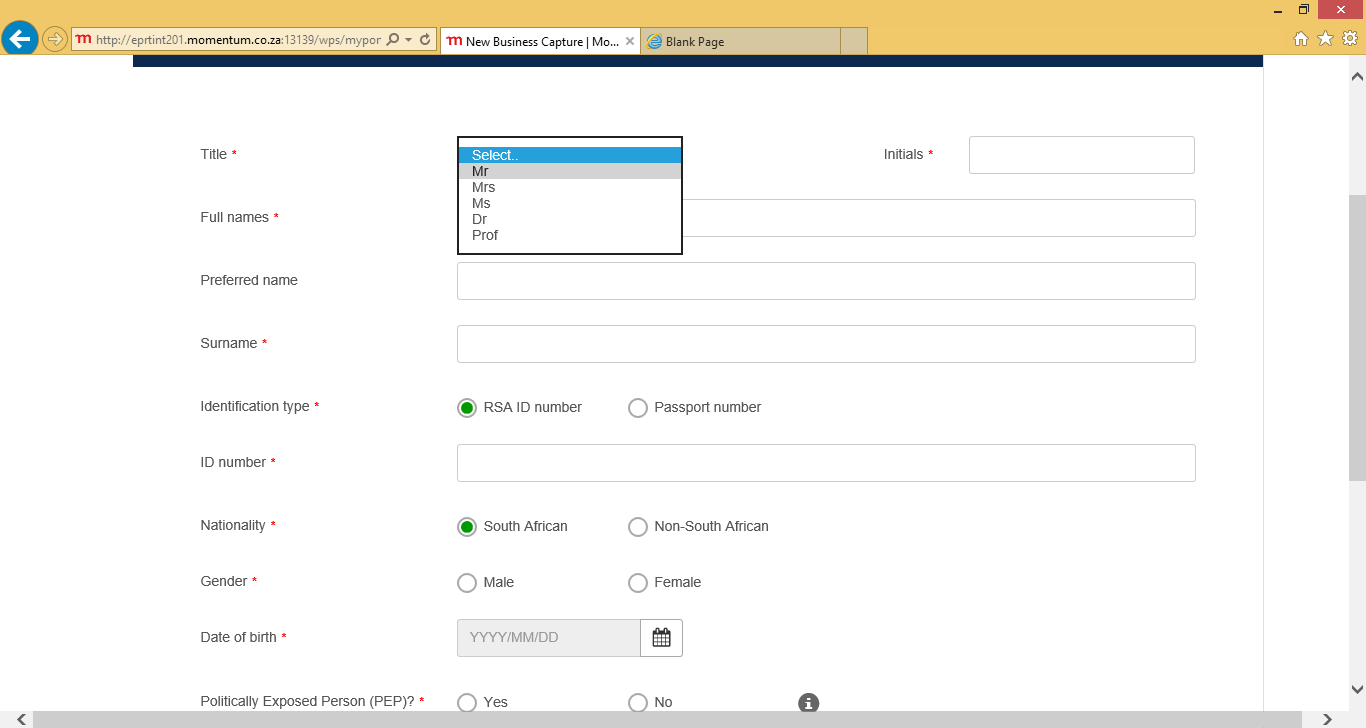 http://eprtint201.momentum.co.za:13139/wps/mypor
m New Business Capture | Mo...
Blank Page
Title *
Select..
Mr
Mrs
Ms
Dr
Prof
Initials *
Full names *
Preferred name
Surname *
Identification type * RSA ID number Passport number
ID number *
Nationality * South African Non-South African
Gender * Male Female
Date of birth * YYYY/MM/DD
Politically Exposed Person (PEP)? * Yes No